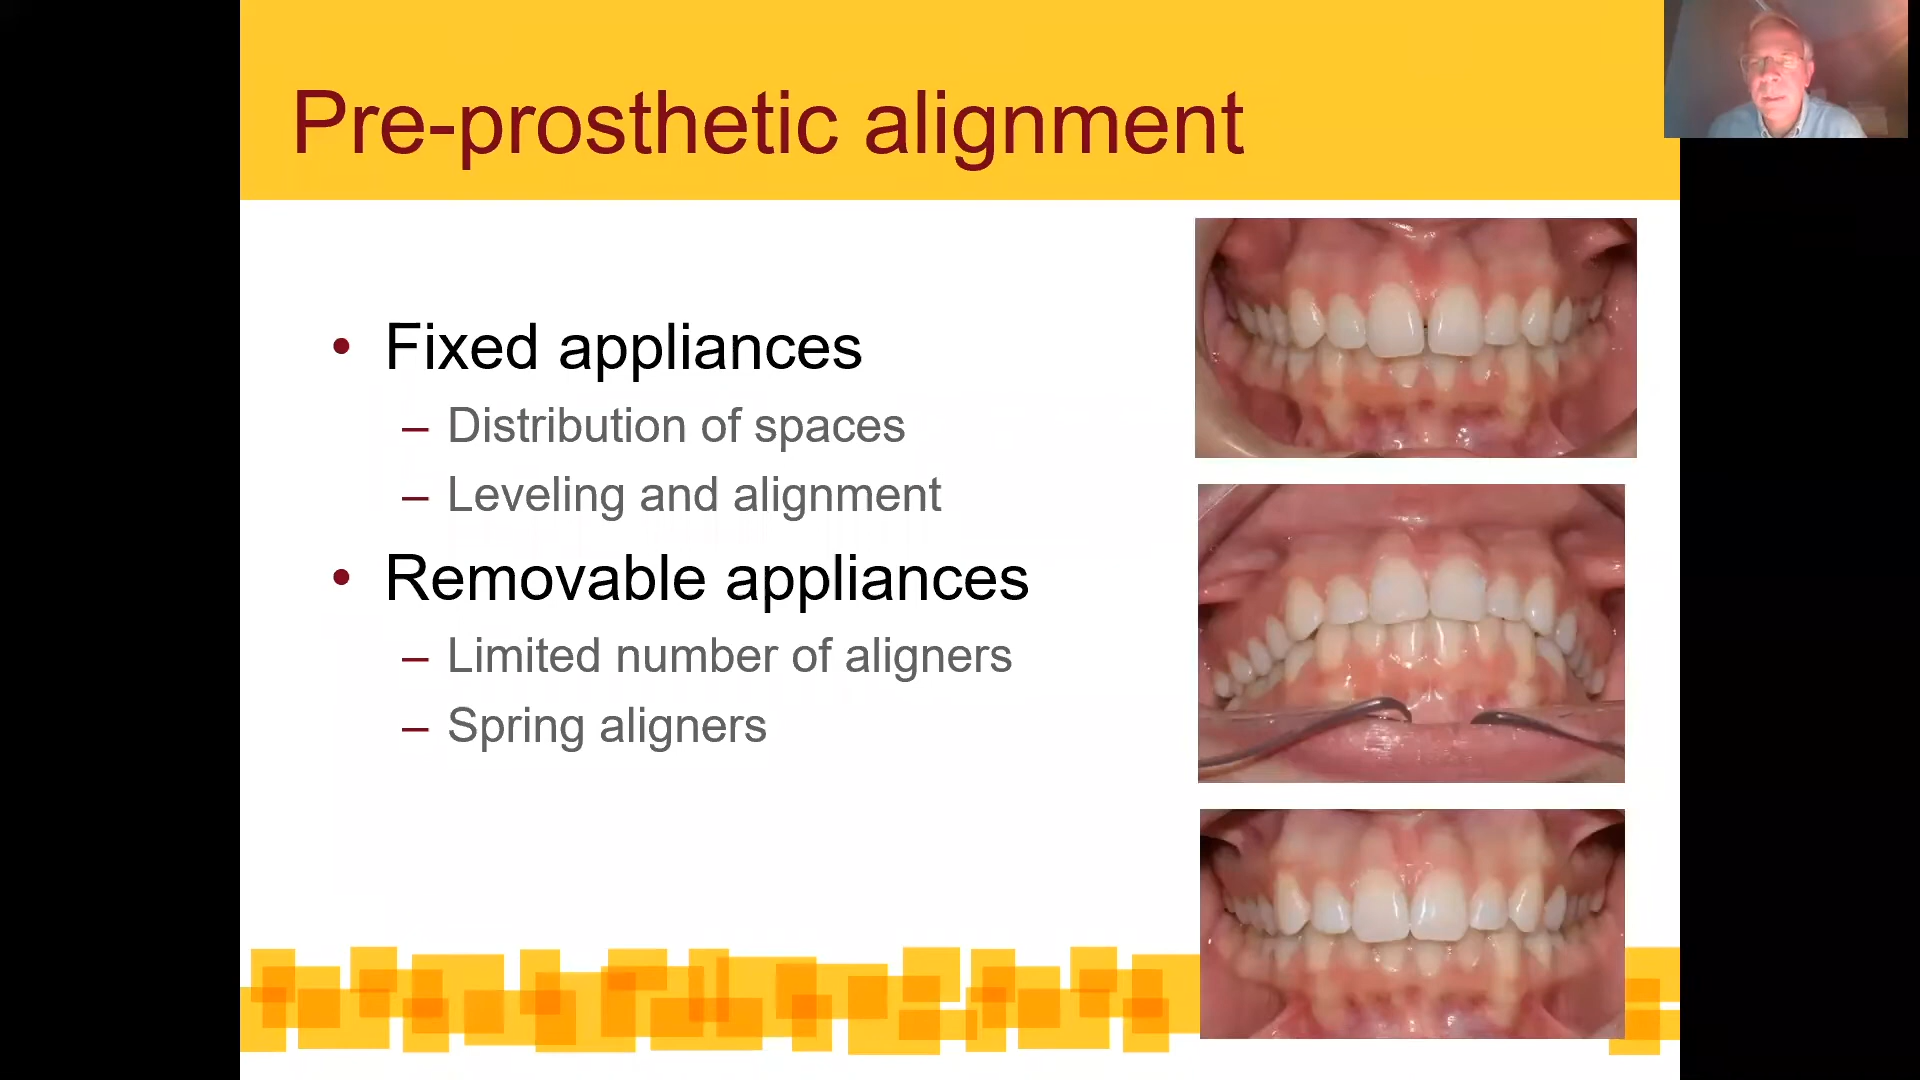 Pre-prosthetic alignment
• Fixed appliances
– Distribution of spaces
– Leveling and alignment
• Removable appliances
– Limited number of aligners
– Spring aligners